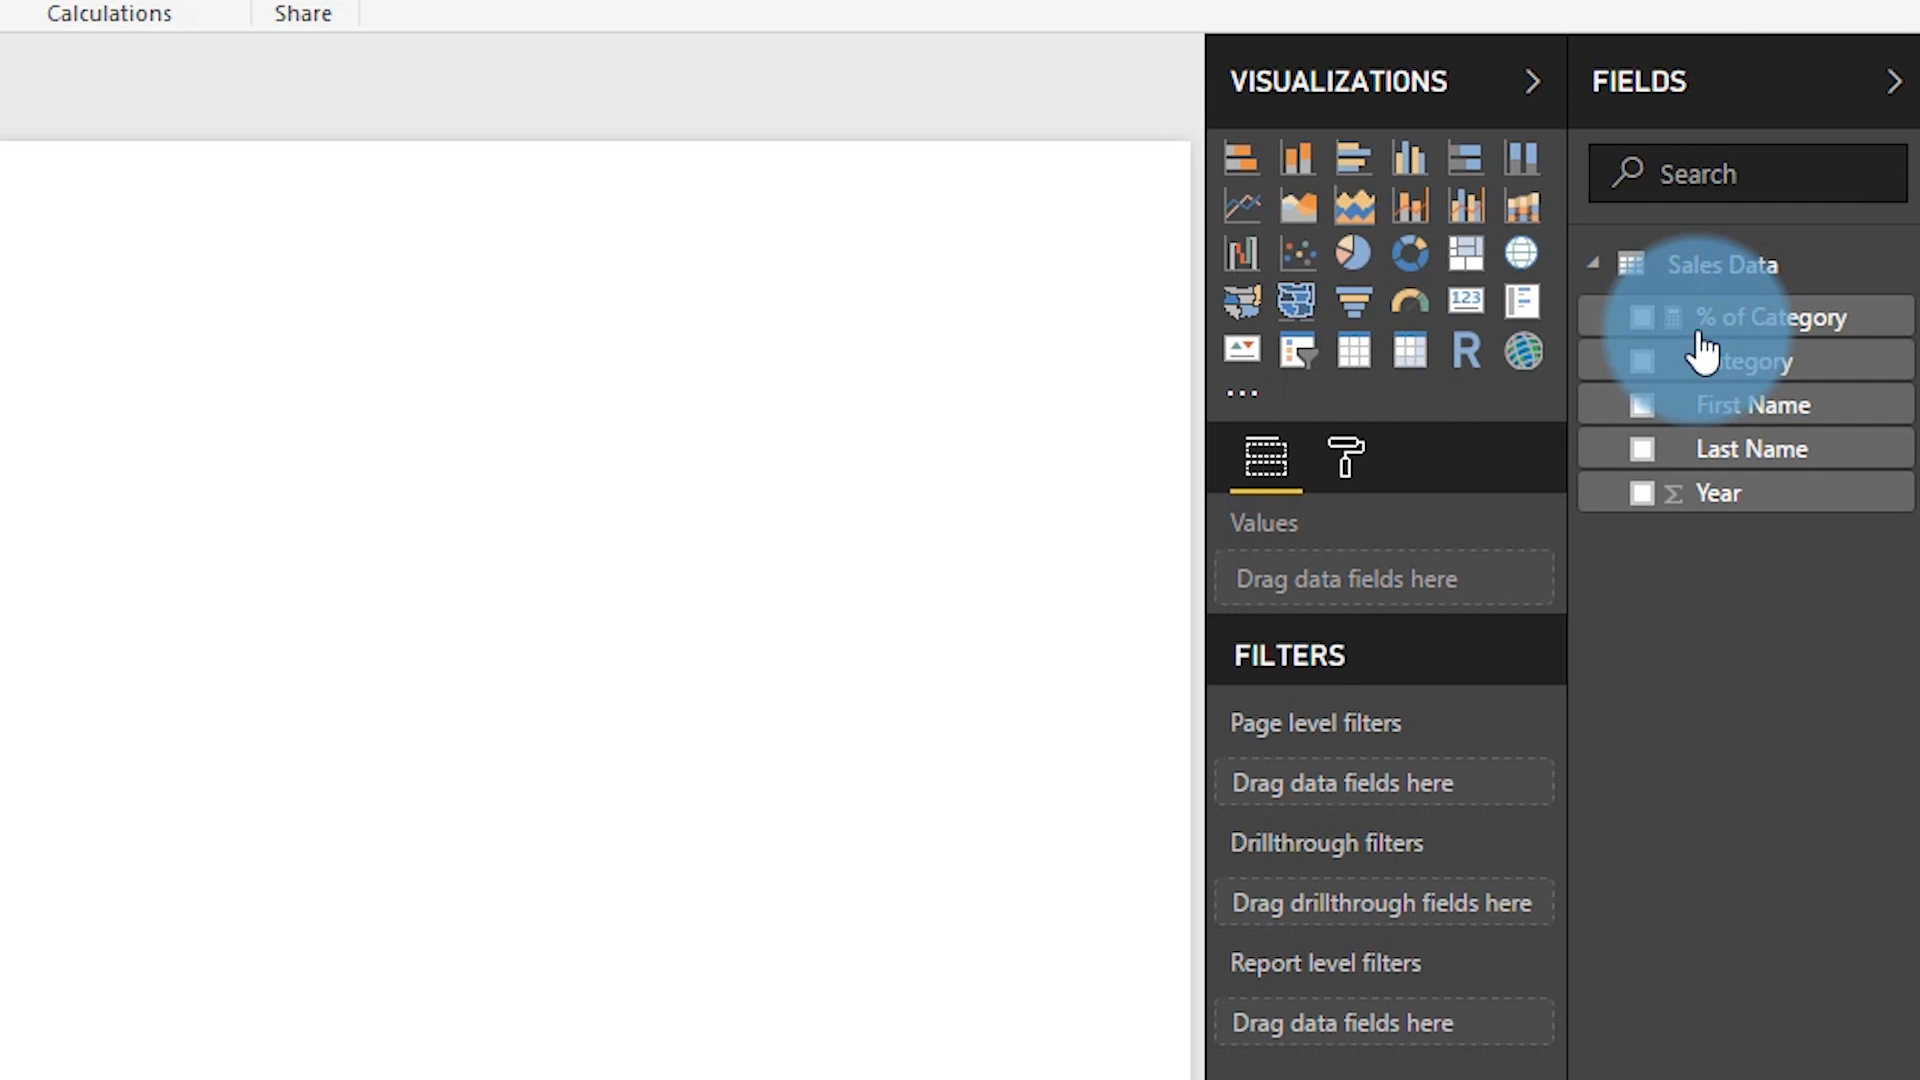 Calculations
Share
VISUALIZATIONS
123
R
Values
Drag data fields here
FILTERS
Page level filters
Drag data fields here
Drillthrough filters
Drag drillthrough fields here
Report level filters
Drag data fields here
FIELDS
Search
Sales Data
% of Category
tegory
First Name
Last Name
Σ Year